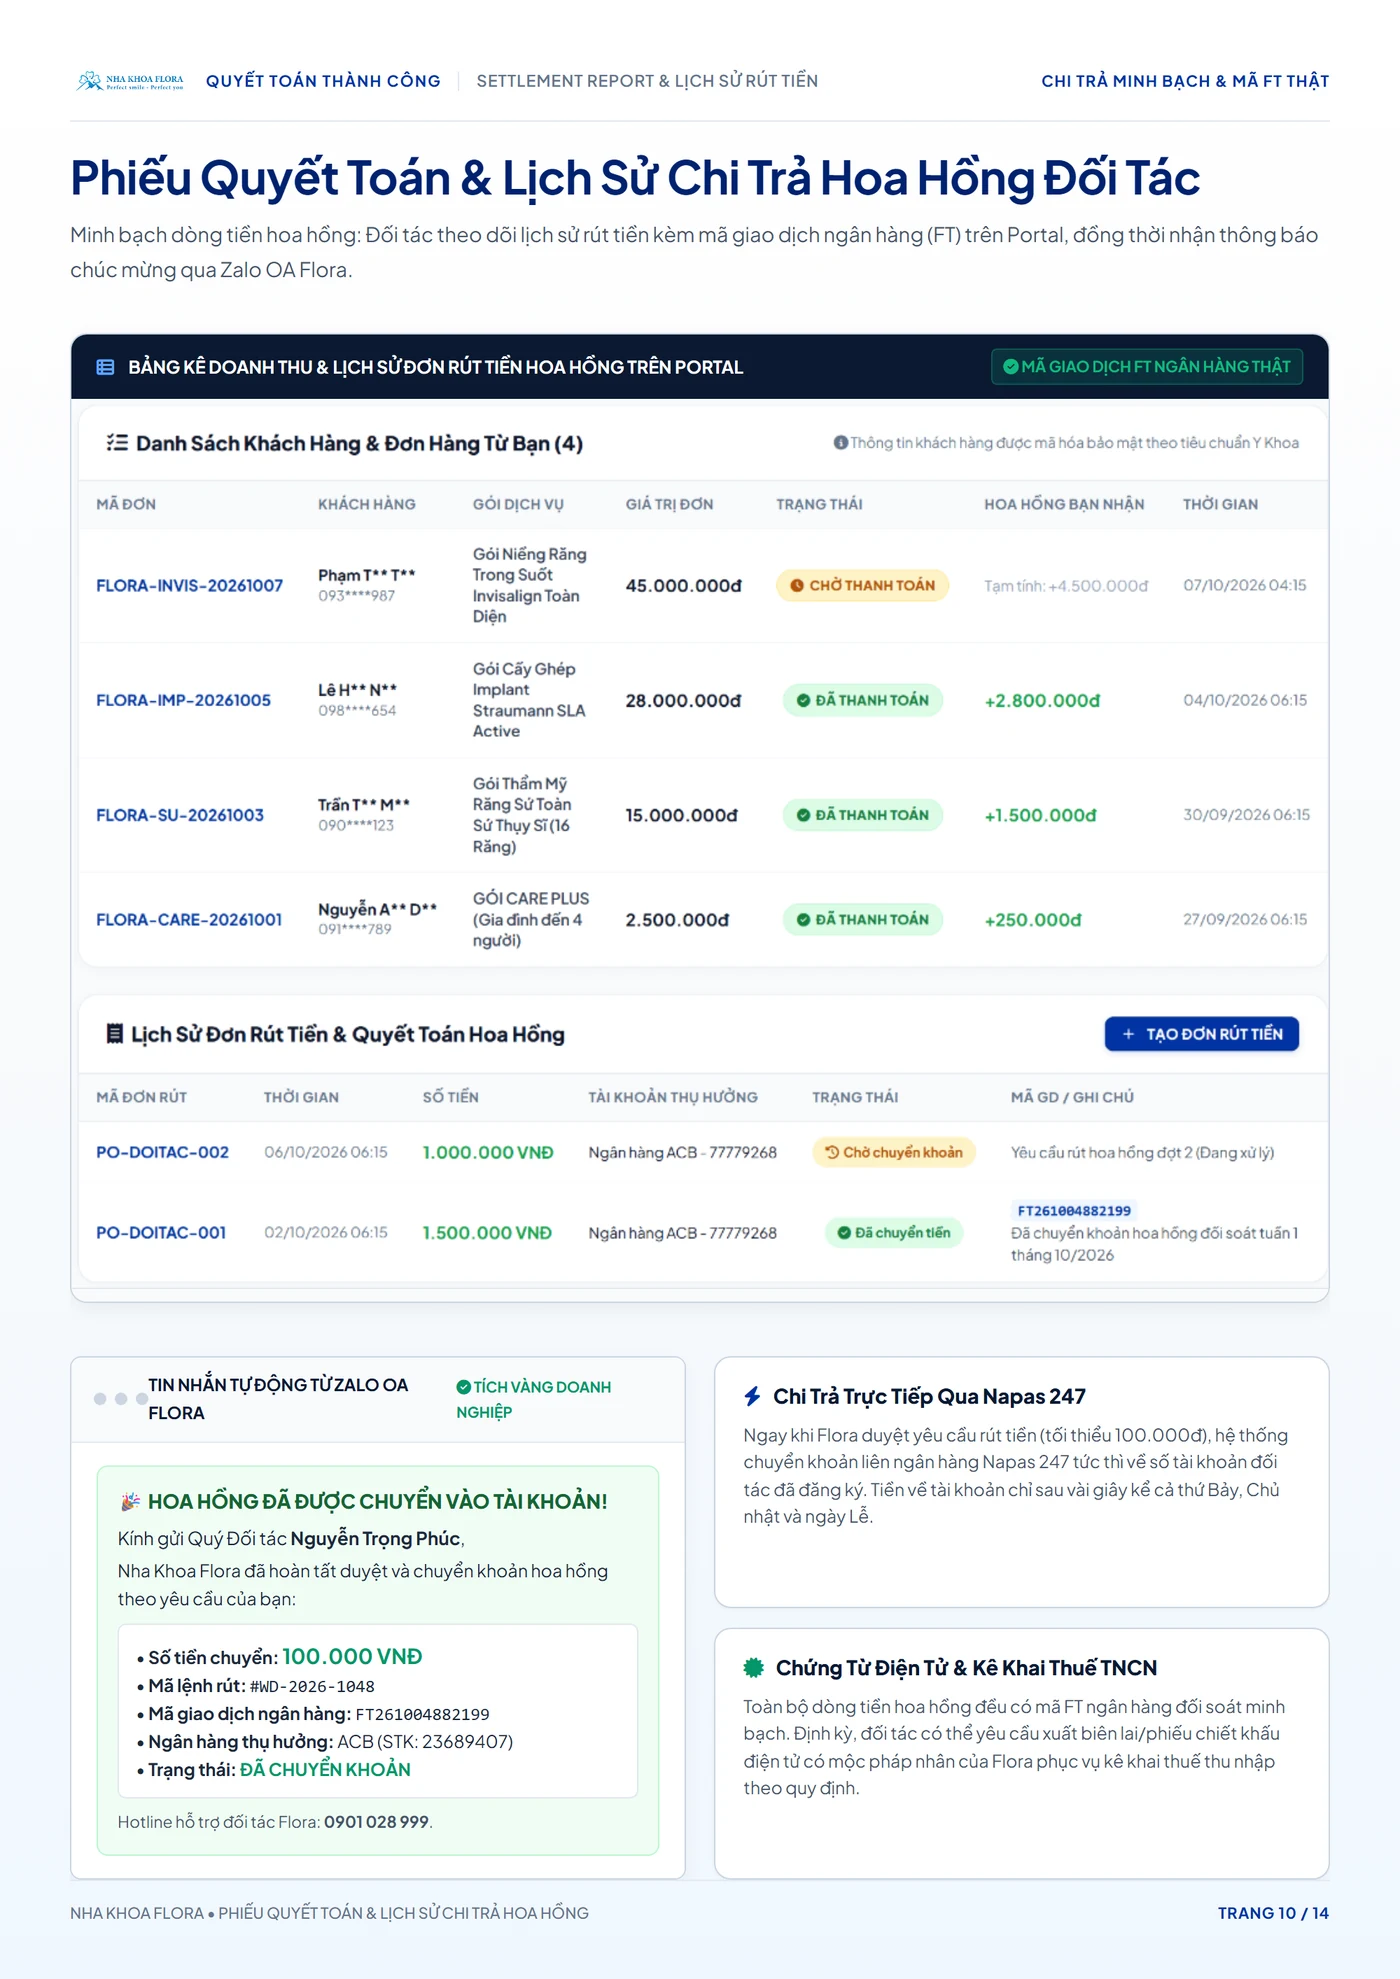 NHA KHOA FLORA
Perfect smile - Perfect you
QUYẾT TOÁN THÀNH CÔNG
SETTLEMENT REPORT & LỊCH SỬ RÚT TIỀN
CHI TRẢ MINH BẠCH & MÃ FT THẬT
Phiếu Quyết Toán & Lịch Sử Chi Trả Hoa Hồng Đối Tác
Minh bạch dòng tiền hoa hồng: Đối tác theo dõi lịch sử rút tiền kèm mã giao dịch ngân hàng (FT) trên Portal, đồng thời nhận thông báo
chúc mừng qua Zalo OA Flora.
BẢNG KÊ DOANH THU & LỊCH SỬ ĐƠN RÚT TIỀN HOA HỒNG TRÊN PORTAL
MÃ GIAO DỊCH FT NGÂN HÀNG THẬT
Danh Sách Khách Hàng & Đơn Hàng Từ Bạn (4)
Thông tin khách hàng được mã hóa bảo mật theo tiêu chuẩn Y Khoa
MÃ ĐƠN KHÁCH HÀNG GÓI DỊCH VỤ GIÁ TRỊ ĐƠN TRẠNG THÁI HOA HỒNG BẠN NHẬN THỜI GIAN
FLORA-INVIS-20261007
Phạm T** T**
093****987
Gói Niềng Răng
Trong Suốt
Invisalign Toàn
Diện
45.000.000đ
CHỜ THANH TOÁN
Tạm tính: +4.500.000đ
07/10/2026 04:15
FLORA-IMP-20261005
Lê H** N**
098****654
Gói Cấy Ghép
Implant
Straumann SLA
Active
28.000.000đ
ĐÃ THANH TOÁN
+2.800.000đ
04/10/2026 06:15
FLORA-SU-20261003
Trần T** M**
090****123
Gói Thẩm Mỹ
Răng Sứ Toàn
Sứ Thụy Sĩ (16
Răng)
15.000.000đ
ĐÃ THANH TOÁN
+1.500.000đ
30/09/2026 06:15
FLORA-CARE-20261001
Nguyễn A** D**
091****789
GÓI CARE PLUS
(Gia đình đến 4
người)
2.500.000đ
ĐÃ THANH TOÁN
+250.000đ
27/09/2026 06:15
Lịch Sử Đơn Rút Tiền & Quyết Toán Hoa Hồng
+ TẠO ĐƠN RÚT TIỀN
MÃ ĐƠN RÚT THỜI GIAN SỐ TIỀN TÀI KHOẢN THỤ HƯỞNG TRẠNG THÁI MÃ GD / GHI CHÚ
PO-DOITAC-002 06/10/2026 06:15 1.000.000 VNĐ Ngân hàng ACB - 77779268 Chờ chuyển khoản Yêu cầu rút hoa hồng đợt 2 (Đang xử lý)
PO-DOITAC-001 02/10/2026 06:15 1.500.000 VNĐ Ngân hàng ACB - 77779268 Đã chuyển tiền
FT261004882199
Đã chuyển khoản hoa hồng đối soát tuần 1
tháng 10/2026
TIN NHẮN TỰ ĐỘNG TỪ ZALO OA
FLORA
TÍCH VÀNG DOANH
NGHIỆP
HOA HỒNG ĐÃ ĐƯỢC CHUYỂN VÀO TÀI KHOẢN!
Kính gửi Quý Đối tác Nguyễn Trọng Phúc,
Nha Khoa Flora đã hoàn tất duyệt và chuyển khoản hoa hồng
theo yêu cầu của bạn:
• Số tiền chuyển: 100.000 VNĐ
• Mã lệnh rút: #WD-2026-1048
• Mã giao dịch ngân hàng: FT261004882199
• Ngân hàng thụ hưởng: ACB (STK: 23689407)
• Trạng thái: ĐÃ CHUYỂN KHOẢN
Hotline hỗ trợ đối tác Flora: 0901 028 999.
Chi Trả Trực Tiếp Qua Napas 247
Ngay khi Flora duyệt yêu cầu rút tiền (tối thiểu 100.000đ), hệ thống
chuyển khoản liên ngân hàng Napas 247 tức thì về số tài khoản đối
tác đã đăng ký. Tiền về tài khoản chỉ sau vài giây kể cả thứ Bảy, Chủ
nhật và ngày Lễ.
Chứng Từ Điện Tử & Kê Khai Thuế TNCN
Toàn bộ dòng tiền hoa hồng đều có mã FT ngân hàng đối soát minh
bạch. Định kỳ, đối tác có thể yêu cầu xuất biên lai/phiếu chiết khấu
điện tử có mộc pháp nhân của Flora phục vụ kê khai thuế thu nhập
theo quy định.
NHA KHOA FLORA • PHIẾU QUYẾT TOÁN & LỊCH SỬ CHI TRẢ HOA HỒNG
TRANG 10 / 14